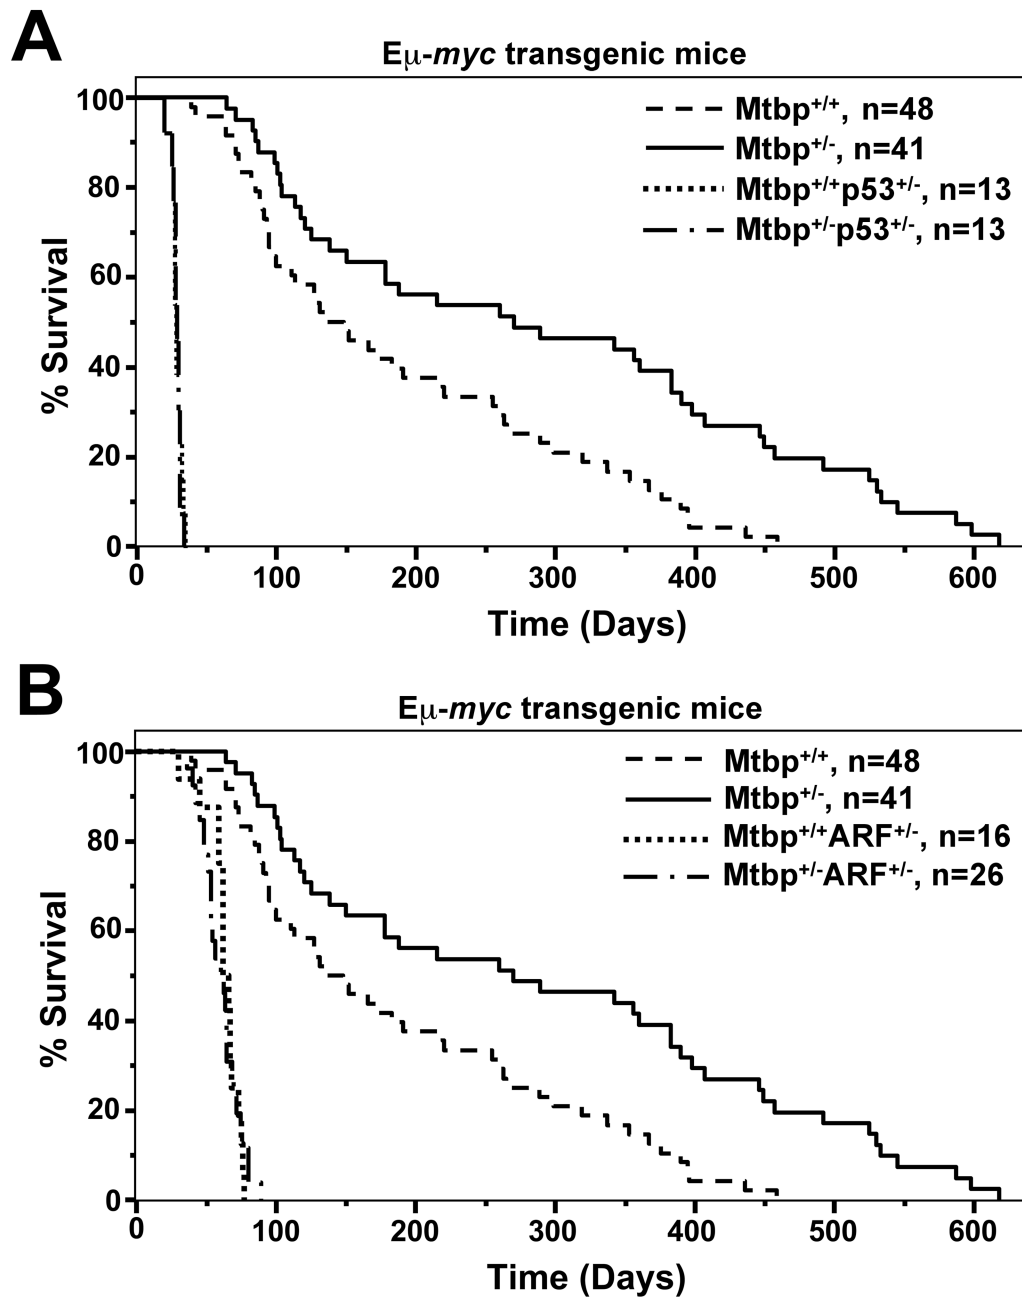 A
Eμ-myc transgenic mice
Mtbp+/+, n=48
Mtbp+/-, n=41
Mtbp+/+p53+/-, n=13
Mtbp+/-p53+/-, n=13
% Survival
100
80
60
40
20
0
0 100 200 300 400 500 600
Time (Days)
B
Eμ-myc transgenic mice
Mtbp+/+, n=48
Mtbp+/-, n=41
Mtbp+/+ARF+/-, n=16
Mtbp+/-ARF+/-, n=26
% Survival
100
80
60
40
20
0
0 100 200 300 400 500 600
Time (Days)